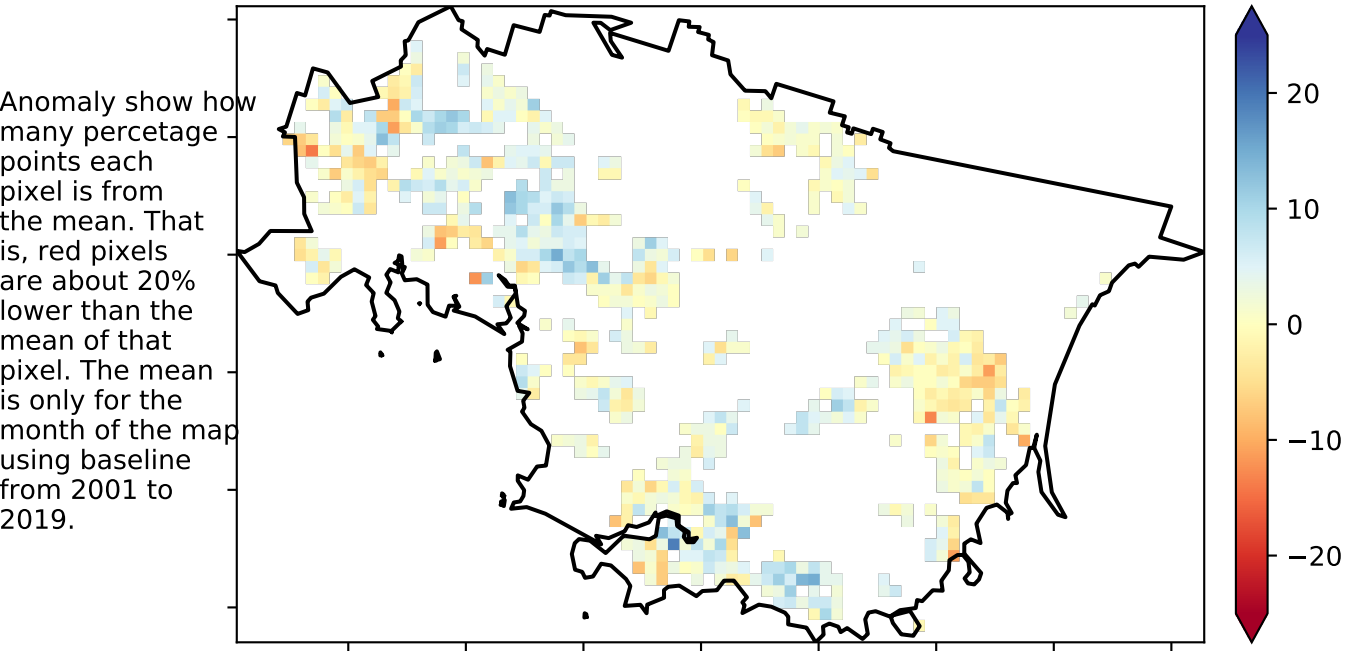 Anomaly show how
many percetage
points each
pixel is from
the mean. That
is, red pixels
are about 20%
lower than the
mean of that
pixel. The mean
is only for the
month of the map
using baseline
from 2001 to
2019.
20
10
0
−10
−20